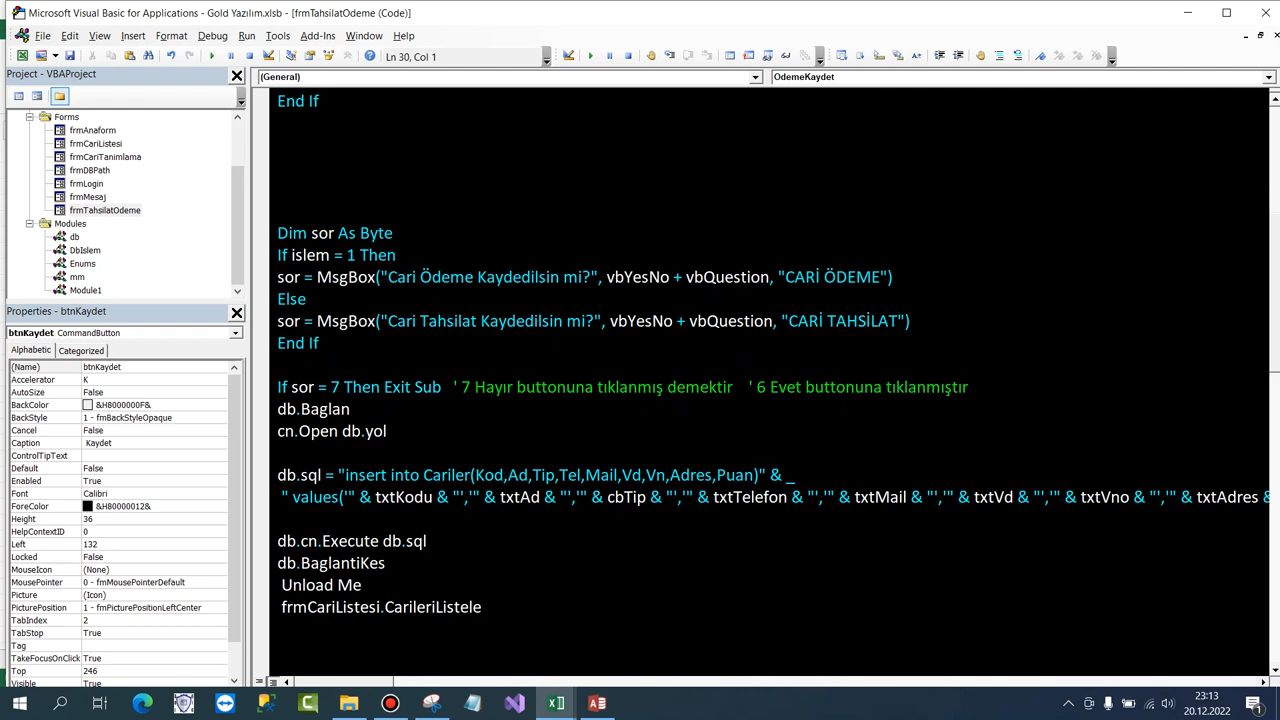 Microsoft Visual Basic for Applications - Gold Yazılım.xlsb - [frmTahsilatOdeme (Code)]
File Edit View Insert Format Debug Run Tools Add-Ins Window Help
Ln 30, Col 1
Project - VBAProject
(General) OdemeKaydet
Forms
frmAnaform
frmCariListesi
frmCariTanimlama
frmDBPath
frmLogin
frmMesaj
frmTahsilatOdeme
Modules
db
DbIslem
Enums
mm
Module1
Properties - btnKaydet
btnKaydet CommandButton
Alphabetic Categorized
(Name) btnKaydet
Accelerator K
AutoSize False
BackColor &H8000000F&
BackStyle 1 - fmBackStyleOpaque
Cancel False
Caption Kaydet
ControlTipText
Default False
Enabled True
Font Calibri
ForeColor &H80000012&
Height 36
HelpContextID 0
Left 132
Locked False
MouseIcon (None)
MousePointer 0 - fmMousePointerDefault
Picture (Icon)
PicturePosition 1 - fmPicturePositionLeftCenter
TabIndex 2
TabStop True
Tag
TakeFocusOnClick True
Top 246
Visible True
End If
Dim sor As Byte
If islem = 1 Then
sor = MsgBox("Cari Ödeme Kaydedilsin mi?", vbYesNo + vbQuestion, "CARİ ÖDEME")
Else
sor = MsgBox("Cari Tahsilat Kaydedilsin mi?", vbYesNo + vbQuestion, "CARİ TAHSİLAT")
End If
If sor = 7 Then Exit Sub ' 7 Hayır buttonuna tıklanmış demektir ' 6 Evet buttonuna tıklanmıştır
db.Baglan
cn.Open db.yol
db.sql = "insert into Cariler(Kod,Ad,Tip,Tel,Mail,Vd,Vn,Adres,Puan)" & _
" values('" & txtKodu & "','" & txtAd & "','" & cbTip & "','" & txtTelefon & "','" & txtMail & "','" & txtVd & "','" & txtVno & "','" & txtAdres &
db.cn.Execute db.sql
db.BaglantiKes
Unload Me
frmCariListesi.CarileriListele
23:13
20.12.2022
1